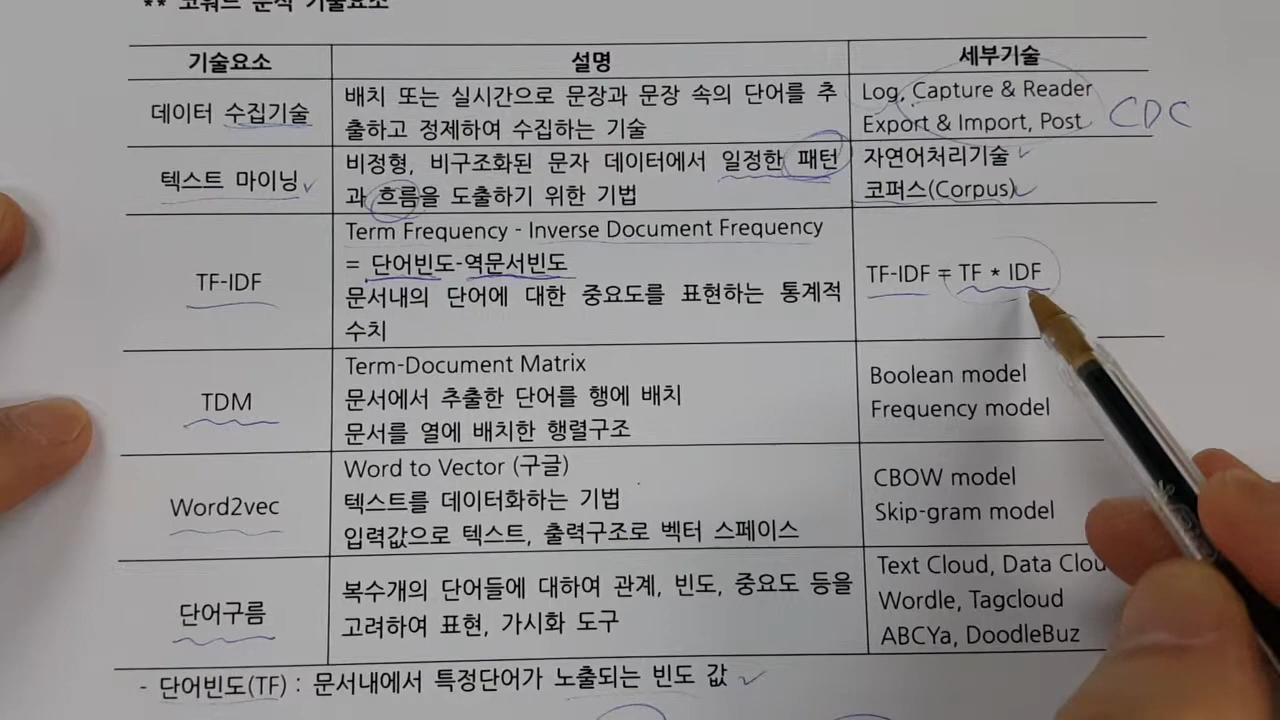 ** 코워드 분석 기술요소
기술요소 설명 세부기술
데이터 수집기술
배치 또는 실시간으로 문장과 문장 속의 단어를 추
출하고 정제하여 수집하는 기술
Log, Capture & Reader
Export & Import, Post
CDC
텍스트 마이닝
비정형, 비구조화된 문자 데이터에서 일정한 패턴
과 흐름을 도출하기 위한 기법
자연어처리기술
코퍼스(Corpus)
TF-IDF
Term Frequency - Inverse Document Frequency
= 단어빈도-역문서빈도
문서내의 단어에 대한 중요도를 표현하는 통계적
수치
TF-IDF = TF * IDF
TDM
Term-Document Matrix
문서에서 추출한 단어를 행에 배치
문서를 열에 배치한 행렬구조
Boolean model
Frequency model
Word2vec
Word to Vector (구글)
텍스트를 데이터화하는 기법
입력값으로 텍스트, 출력구조로 벡터 스페이스
CBOW model
Skip-gram model
단어구름
복수개의 단어들에 대하여 관계, 빈도, 중요도 등을
고려하여 표현, 가시화 도구
Text Cloud, Data Clou
Wordle, Tagcloud
ABCYa, DoodleBuz
- 단어빈도(TF) : 문서내에서 특정단어가 노출되는 빈도 값